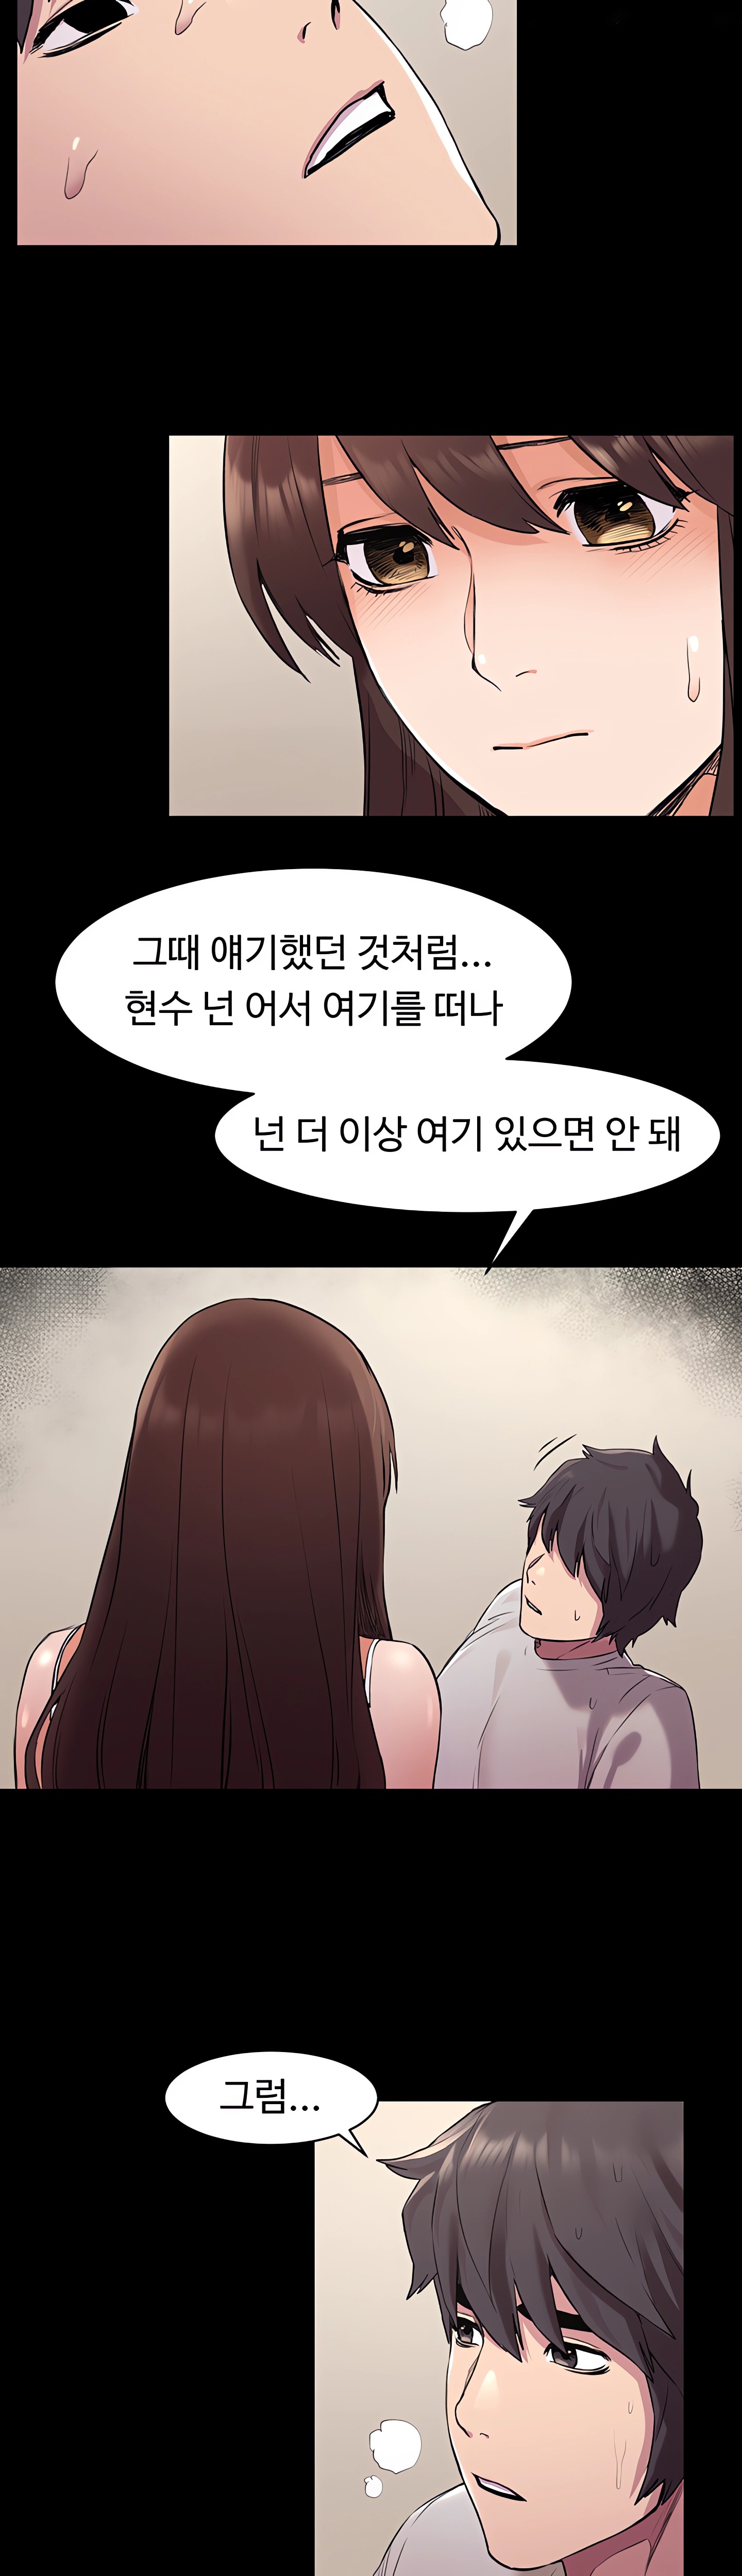 그때 얘기했던 것처럼...
현수 넌 어서 여기를 떠나
넌 더 이상 여기 있으면 안 돼
그럼...